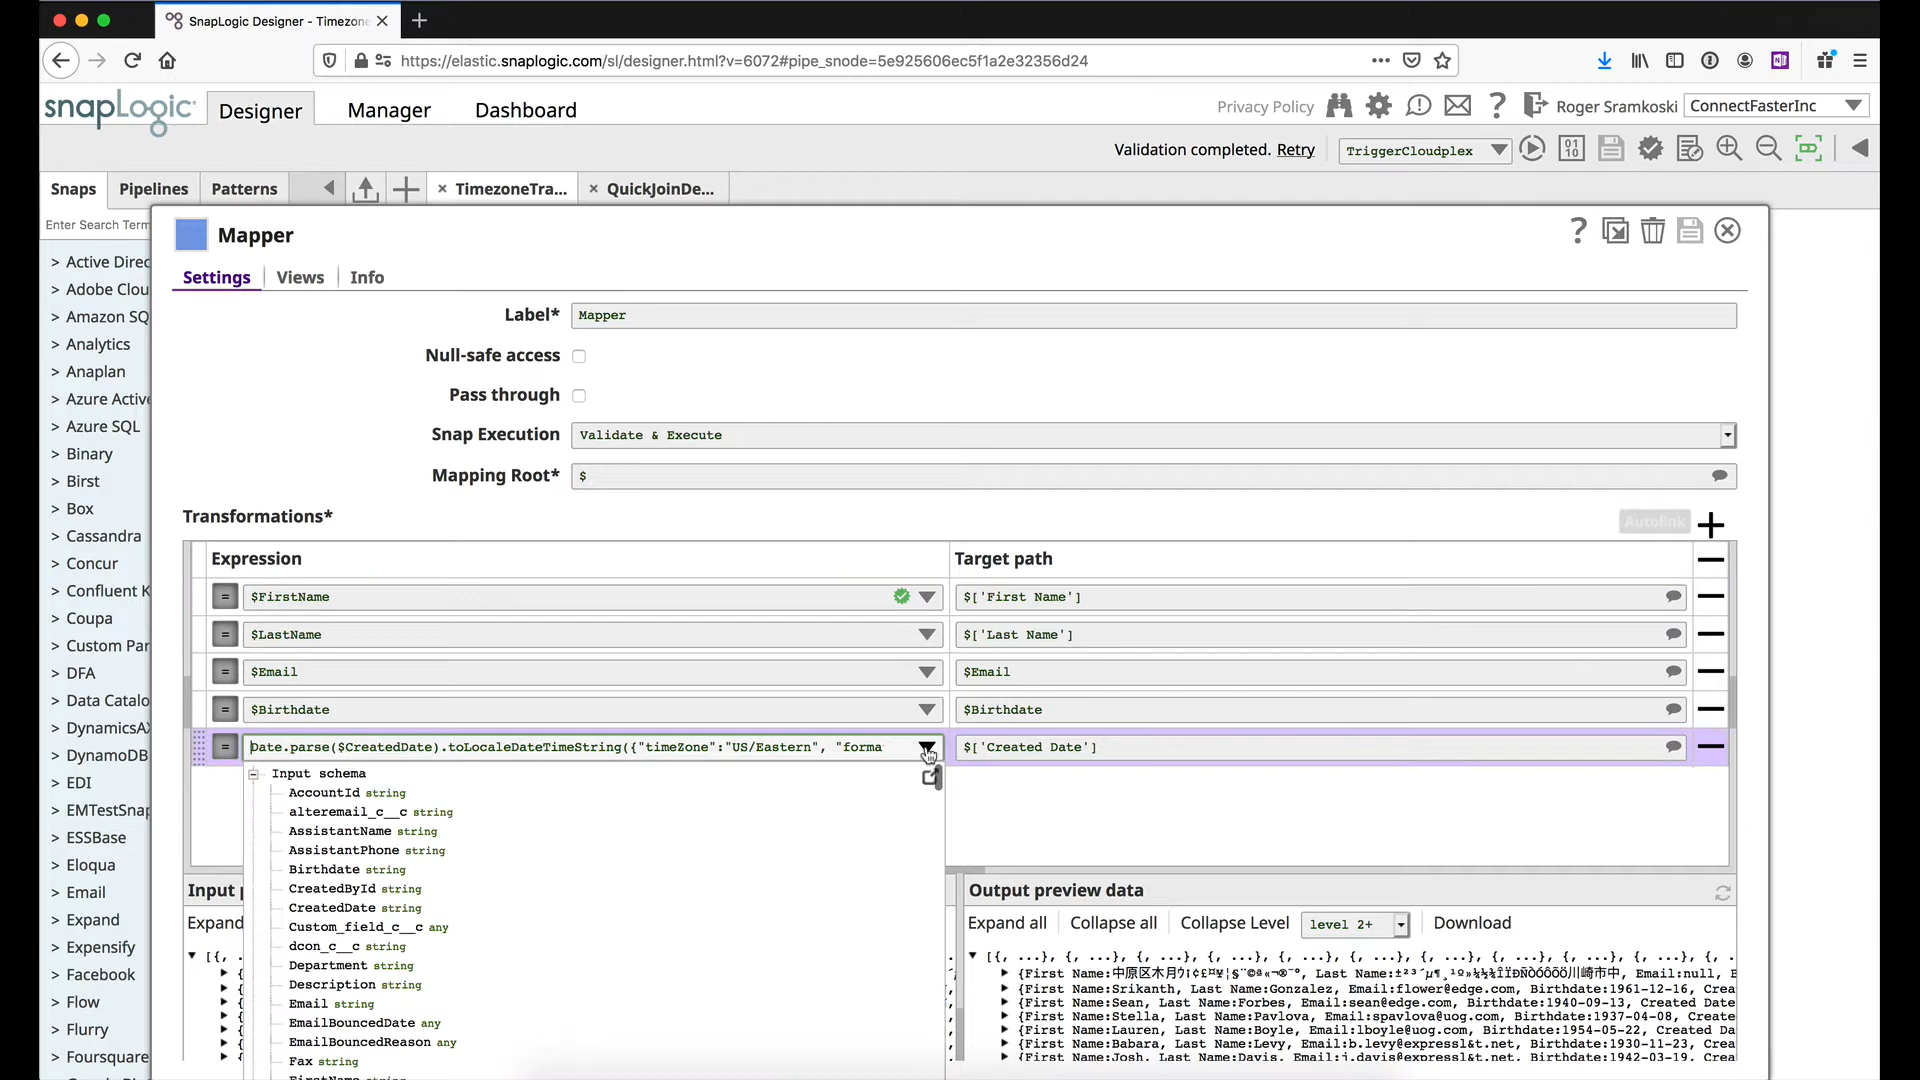 SnapLogic Designer - Timezone
https://elastic.snaplogic.com/sl/designer.html?v=6072#pipe_snode=5e925606ec5f1a2e32356d24
snapLogic
Designer
Manager
Dashboard
Privacy Policy
Roger Sramkoski
ConnectFasterInc
Validation completed. Retry
TriggerCloudplex
Snaps
Pipelines
Patterns
TimezoneTra...
QuickJoinDe...
Enter Search Term
Mapper
Settings
Views
Info
> Active Direc
> Adobe Clou
> Amazon SQ
> Analytics
> Anaplan
> Azure Active
> Azure SQL
> Binary
> Birst
> Box
> Cassandra
> Concur
> Confluent K
> Coupa
> Custom Par
> DFA
> Data Catalo
> DynamicsAX
> DynamoDB
> EDI
> EMTestSnap
> ESSBase
> Eloqua
> Email
> Expand
> Expensify
> Facebook
> Flow
> Flurry
> Foursquare
Label* Mapper
Null-safe access
Pass through
Snap Execution Validate & Execute
Mapping Root* $
Transformations*
Autolink
Expression Target path
= $FirstName $['First Name']
= $LastName $['Last Name']
= $Email $Email
= $Birthdate $Birthdate
= Date.parse($CreatedDate).toLocaleDateTimeString({"timeZone":"US/Eastern", "forma $['Created Date']
Input schema
AccountId string
alteremail_c__c string
AssistantName string
AssistantPhone string
Birthdate string
CreatedById string
CreatedDate string
Custom_field_c__c any
dcon_c__c string
Department string
Description string
Email string
EmailBouncedDate any
EmailBouncedReason any
Fax string
Input p
Expand
[{,
Output preview data
Expand all
Collapse all
Collapse Level
level 2+
Download
[{, ...}, {, ...}, {, ...}, {, ...}, {, ...}, {, ...}, {, ...}, {, ...}, {, ...}, {, ...}, {,
{First Name:Srikanth, Last Name:Gonzalez, Email:flower@edge.com, Birthdate:1961-12-16, Crea
{First Name:Sean, Last Name:Forbes, Email:sean@edge.com, Birthdate:1940-09-13, Created Date
{First Name:Stella, Last Name:Pavlova, Email:spavlova@uog.com, Birthdate:1937-04-08, Create
{First Name:Lauren, Last Name:Boyle, Email:lboyle@uog.com, Birthdate:1954-05-22, Created Da
{First Name:Babara, Last Name:Levy, Email:b.levy@expressl&t.net, Birthdate:1930-11-23, Crea
{First Name:Josh, Last Name:Davis, Email:j.davis@expressl&t.net, Birthdate:1942-03-19, Crea